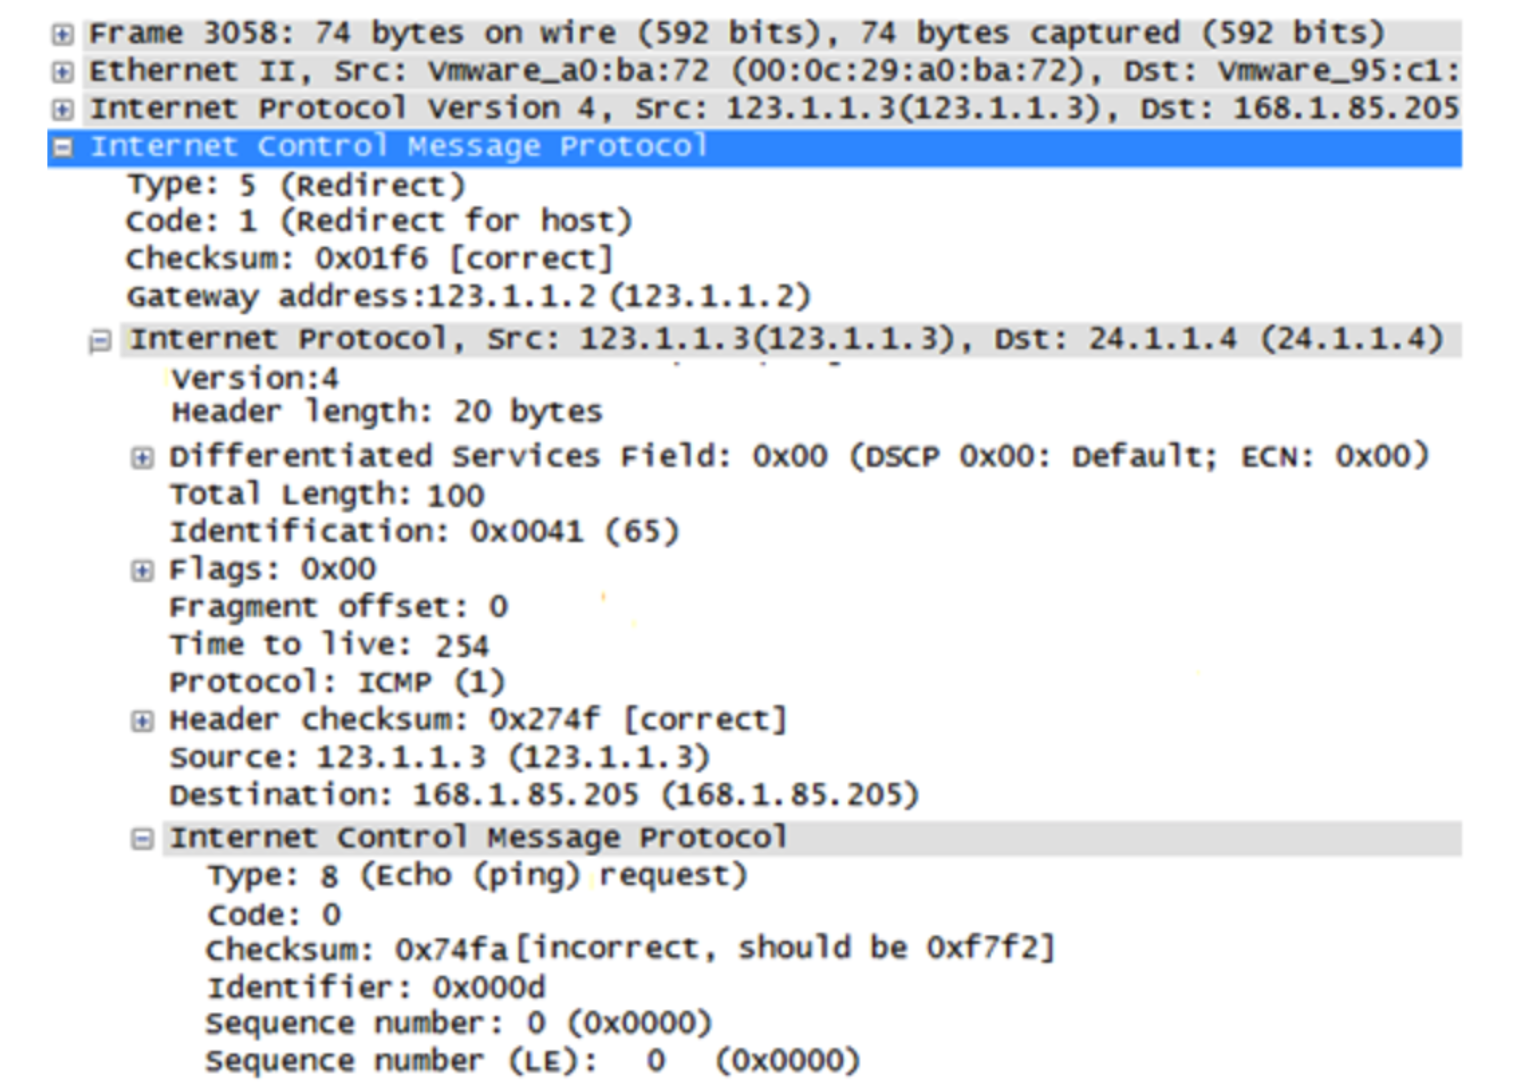 Frame 3058: 74 bytes on wire (592 bits), 74 bytes captured (592 bits)
Ethernet II, Src: Vmware_a0:ba:72 (00:0c:29:a0:ba:72), Dst: Vmware_95:c1:
Internet Protocol Version 4, Src: 123.1.1.3(123.1.1.3), Dst: 168.1.85.205
Internet Control Message Protocol
Type: 5 (Redirect)
Code: 1 (Redirect for host)
Checksum: 0x01f6 [correct]
Gateway address:123.1.1.2 (123.1.1.2)
Internet Protocol, Src: 123.1.1.3(123.1.1.3), Dst: 24.1.1.4 (24.1.1.4)
Version:4
Header length: 20 bytes
Differentiated Services Field: 0x00 (DSCP 0x00: Default; ECN: 0x00)
Total Length: 100
Identification: 0x0041 (65)
Flags: 0x00
Fragment offset: 0
Time to live: 254
Protocol: ICMP (1)
Header checksum: 0x274f [correct]
Source: 123.1.1.3 (123.1.1.3)
Destination: 168.1.85.205 (168.1.85.205)
Internet Control Message Protocol
Type: 8 (Echo (ping) request)
Code: 0
Checksum: 0x74fa [incorrect, should be 0xf7f2]
Identifier: 0x000d
Sequence number: 0 (0x0000)
Sequence number (LE): 0 (0x0000)